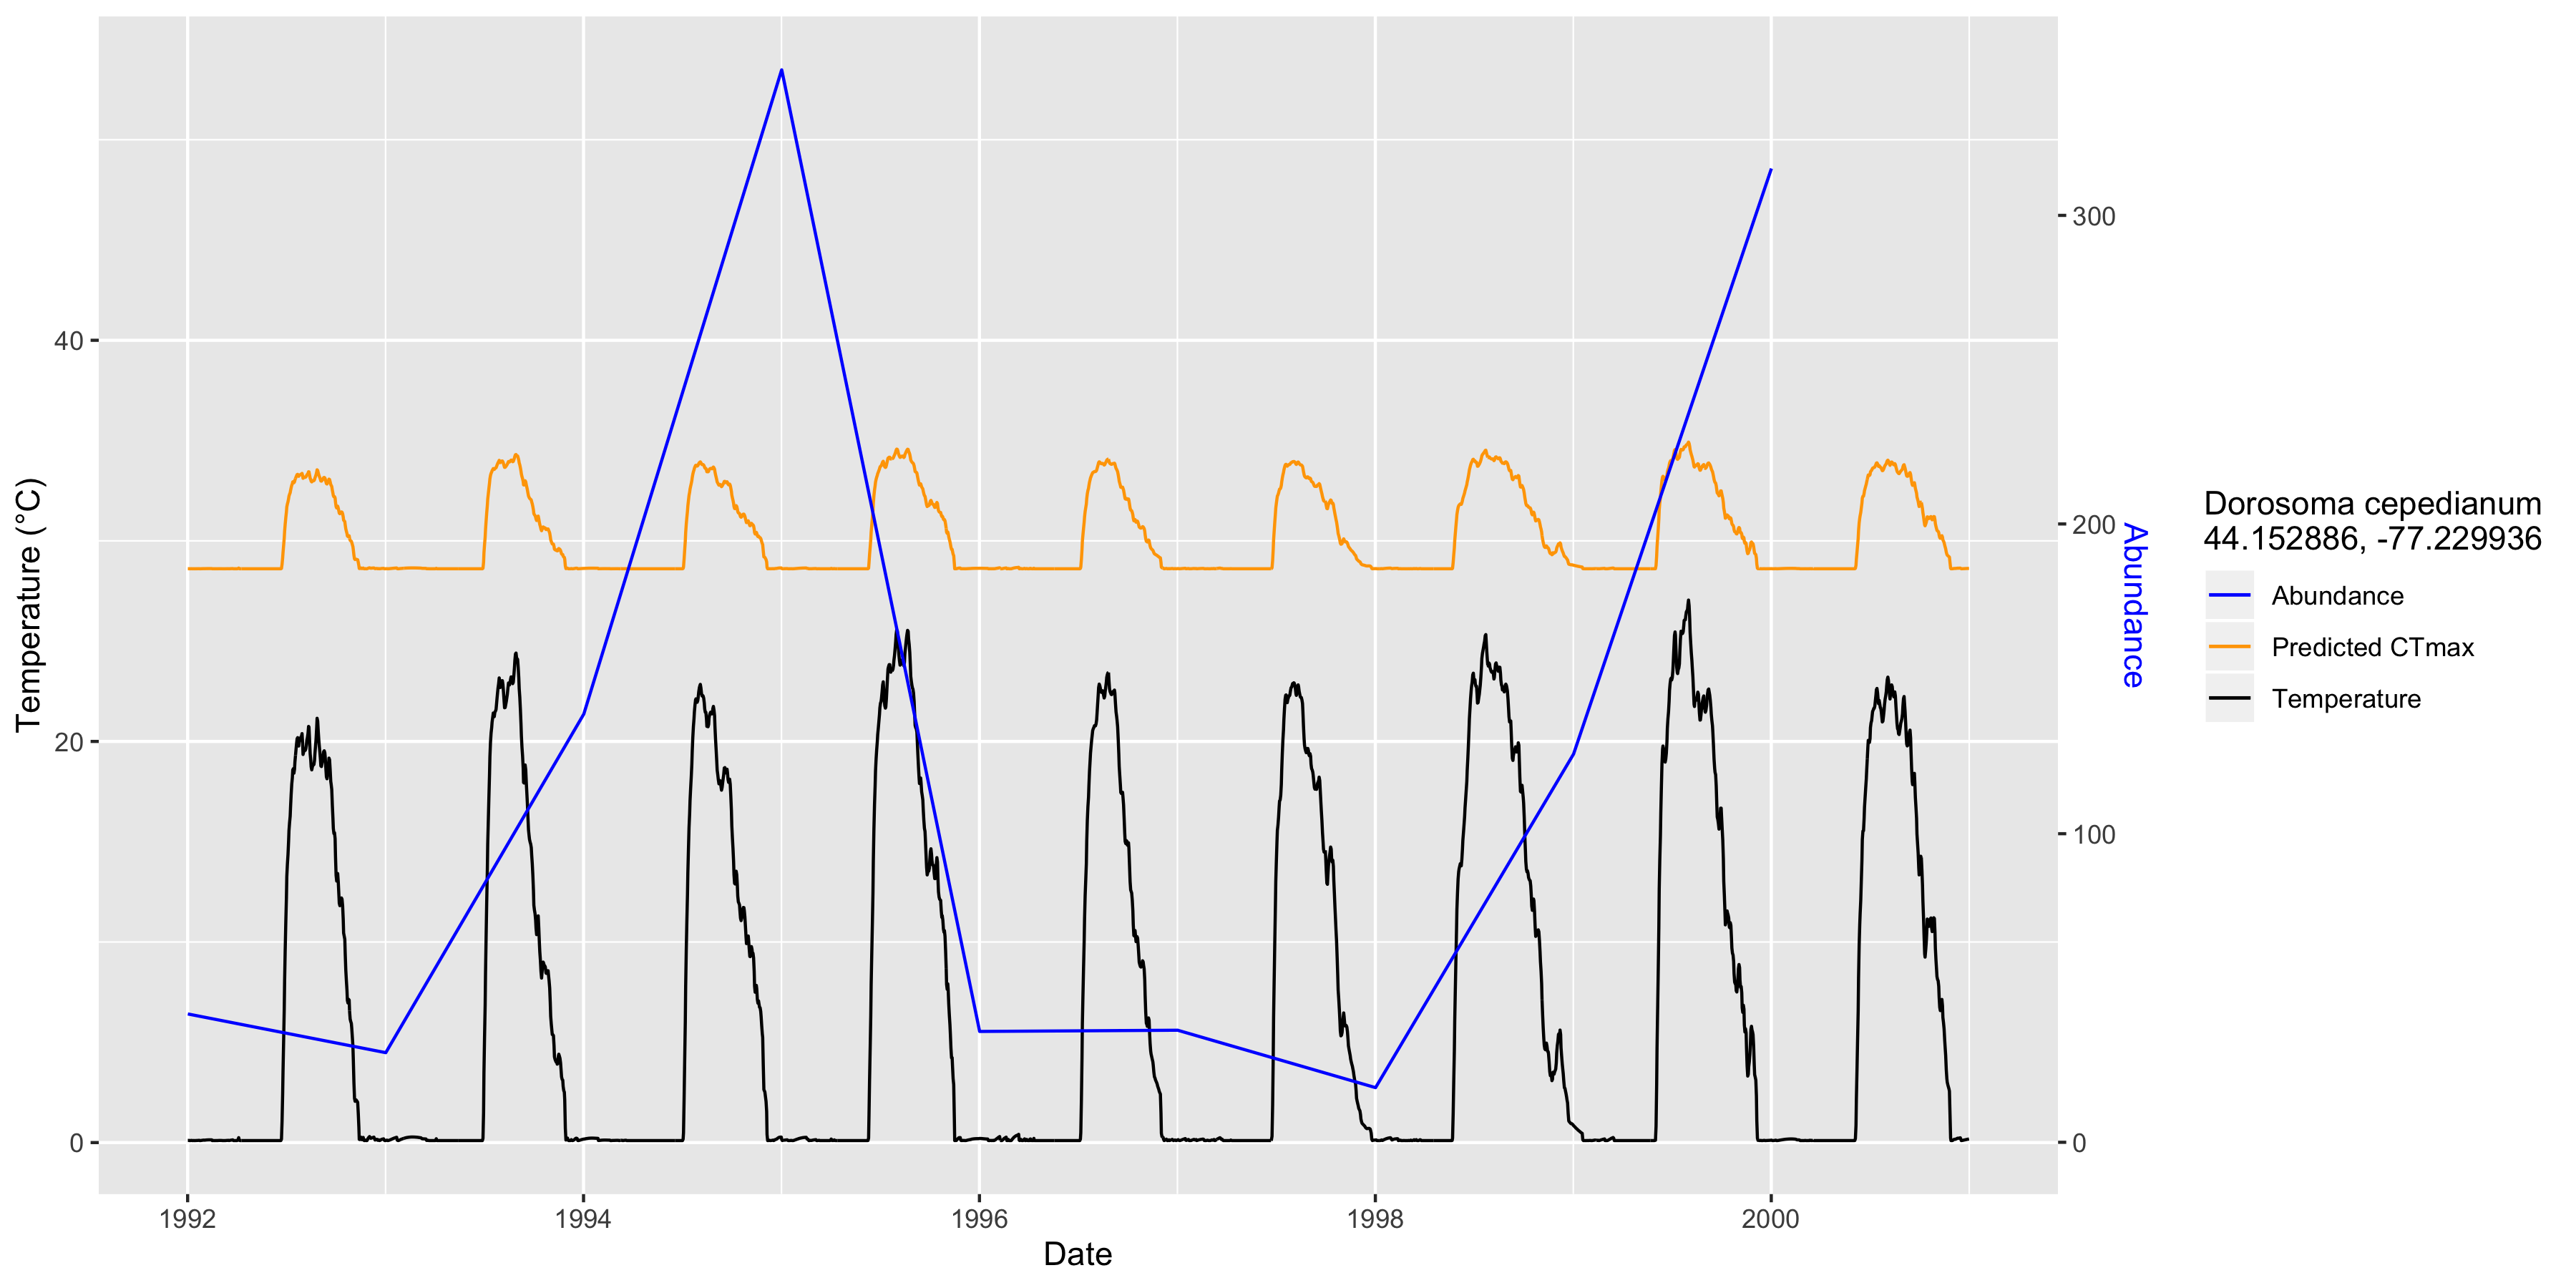 Temperature (°C)
40
20
0
1992
1994
1996
1998
2000
Date
300
200
100
0
Abundance
Dorosoma cepedianum
44.152886, -77.229936
Abundance
Predicted CTmax
Temperature